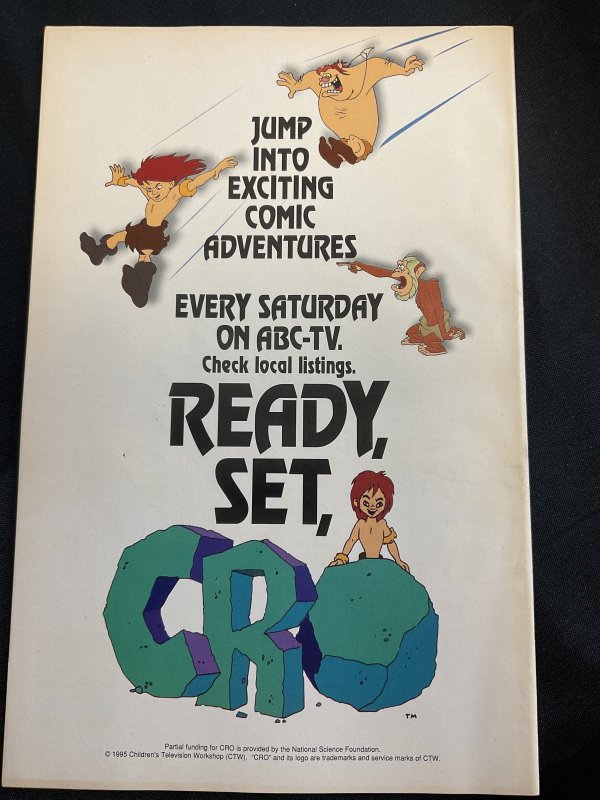 JUMP
INTO
EXCITING
COMIC
ADVENTURES
EVERY SATURDAY
ON ABC-TV.
Check local listings.
READY,
SET,
CRO
TM
Partial funding for CRO is provided by the National Science Foundation.
© 1995 Children's Television Workshop (CTW). "CRO" and its logo are trademarks and service marks of CTW.